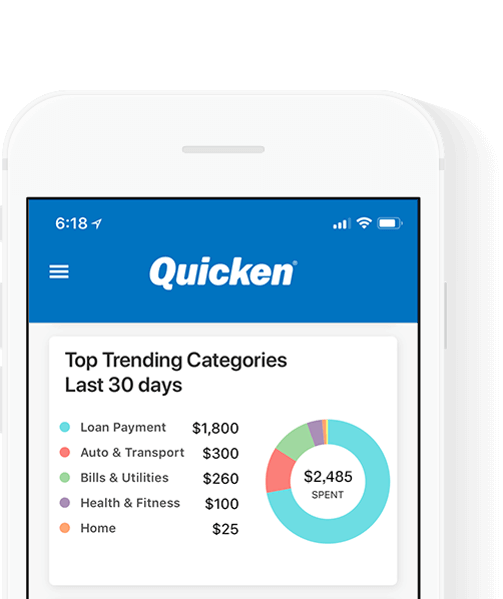 6:18
Quicken®
Top Trending Categories
Last 30 days
Loan Payment $1,800
Auto & Transport $300
Bills & Utilities $260
Health & Fitness $100
Home $25
$2,485
SPENT